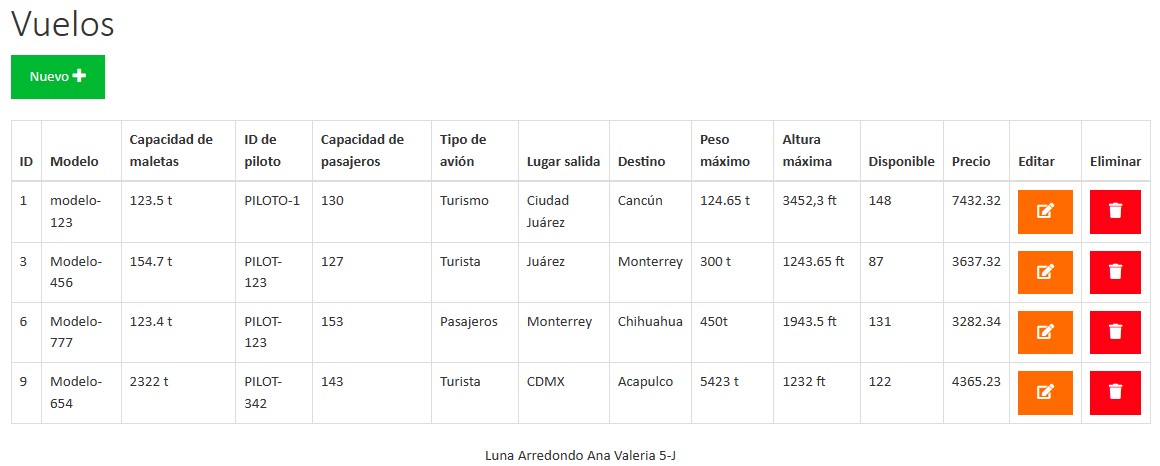 Vuelos
Nuevo
ID Modelo Capacidad de maletas ID de piloto Capacidad de pasajeros Tipo de avión Lugar salida Destino Peso máximo Altura máxima Disponible Precio Editar Eliminar
1 modelo-123 123.5 t PILOTO-1 130 Turismo Ciudad Juárez Cancún 124.65 t 3452,3 ft 148 7432.32
3 Modelo-456 154.7 t PILOT-123 127 Turista Juárez Monterrey 300 t 1243.65 ft 87 3637.32
6 Modelo-777 123.4 t PILOT-123 153 Pasajeros Monterrey Chihuahua 450t 1943.5 ft 131 3282.34
9 Modelo-654 2322 t PILOT-342 143 Turista CDMX Acapulco 5423 t 1232 ft 122 4365.23
Luna Arredondo Ana Valeria 5-J